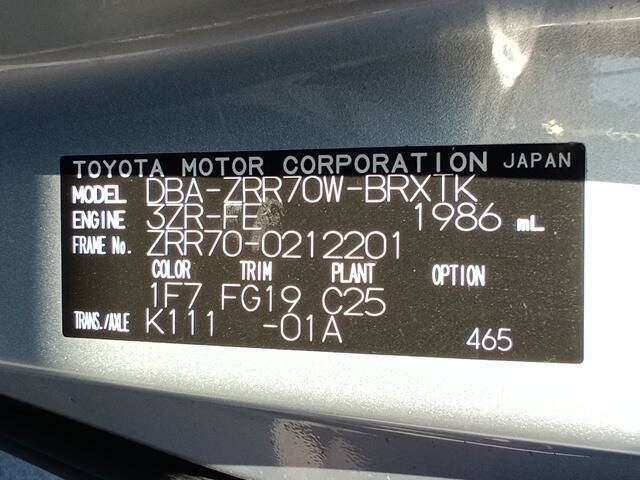 TOYOTA MOTOR CORPORATION JAPAN
MODEL DBA-ZRR70W-BRXTK
ENGINE 3ZR-FE 1986 mL
FRAME No. ZRR70-0212201
COLOR TRIM PLANT OPTION
1F7 FG19 C25
TRANS./AXLE K111 -01A 465